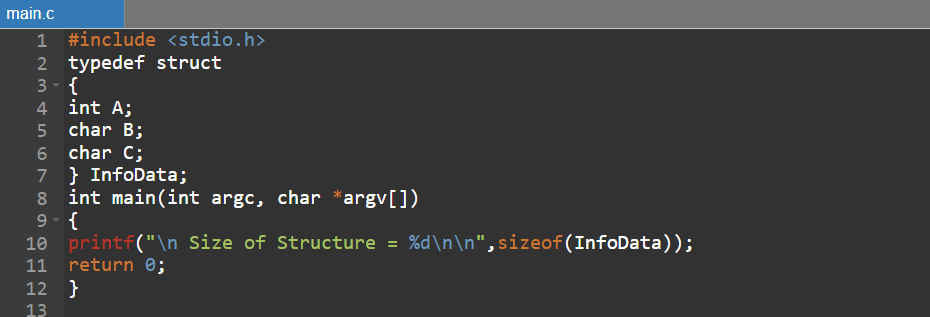 main.c
1 #include <stdio.h>
2 typedef struct
3 {
4 int A;
5 char B;
6 char C;
7 } InfoData;
8 int main(int argc, char *argv[])
9 {
10 printf("\n Size of Structure = %d\n\n",sizeof(InfoData));
11 return 0;
12 }
13